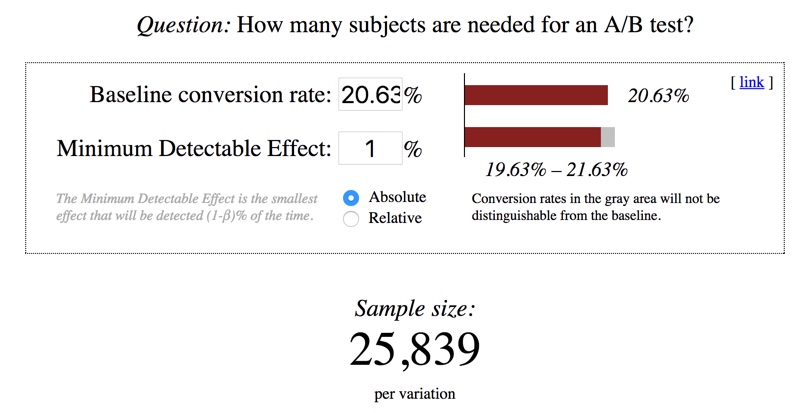 Question: How many subjects are needed for an A/B test?
[ link ]
Baseline conversion rate: 20.63%
20.63%
Minimum Detectable Effect: 1 %
19.63% – 21.63%
The Minimum Detectable Effect is the smallest
effect that will be detected (1-β)% of the time.
Absolute
Relative
Conversion rates in the gray area will not be
distinguishable from the baseline.
Sample size:
25,839
per variation